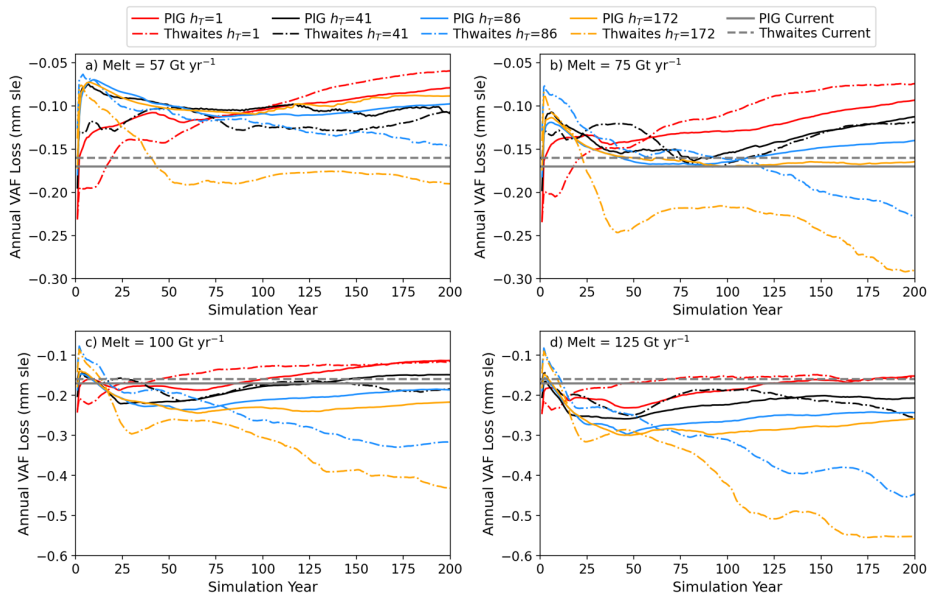 PIG h_T=1 PIG h_T=41 PIG h_T=86 PIG h_T=172 PIG Current
Thwaites h_T=1 Thwaites h_T=41 Thwaites h_T=86 Thwaites h_T=172 Thwaites Current
a) Melt = 57 Gt yr⁻¹
−0.05
−0.10
−0.15
−0.20
−0.25
−0.30
Annual VAF Loss (mm sle)
0 25 50 75 100 125 150 175 200
Simulation Year
b) Melt = 75 Gt yr⁻¹
−0.05
−0.10
−0.15
−0.20
−0.25
−0.30
Annual VAF Loss (mm sle)
0 25 50 75 100 125 150 175 200
Simulation Year
c) Melt = 100 Gt yr⁻¹
−0.1
−0.2
−0.3
−0.4
−0.5
−0.6
Annual VAF Loss (mm sle)
0 25 50 75 100 125 150 175 200
Simulation Year
d) Melt = 125 Gt yr⁻¹
−0.1
−0.2
−0.3
−0.4
−0.5
−0.6
Annual VAF Loss (mm sle)
0 25 50 75 100 125 150 175 200
Simulation Year